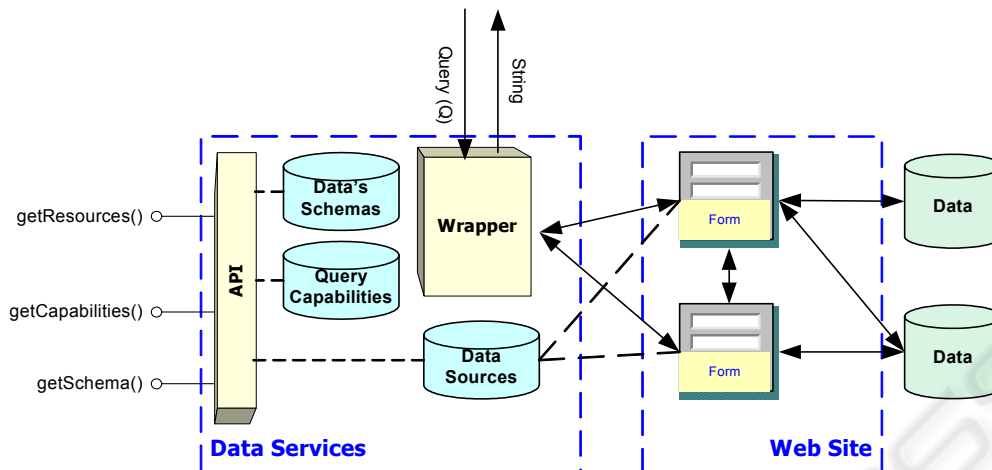 Query (Q)
String
getResources()
getCapabilities()
getSchema()
API
Data's
Schemas
Query
Capabilities
Data
Sources
Wrapper
Data Services
Form
Form
Web Site
Data
Data